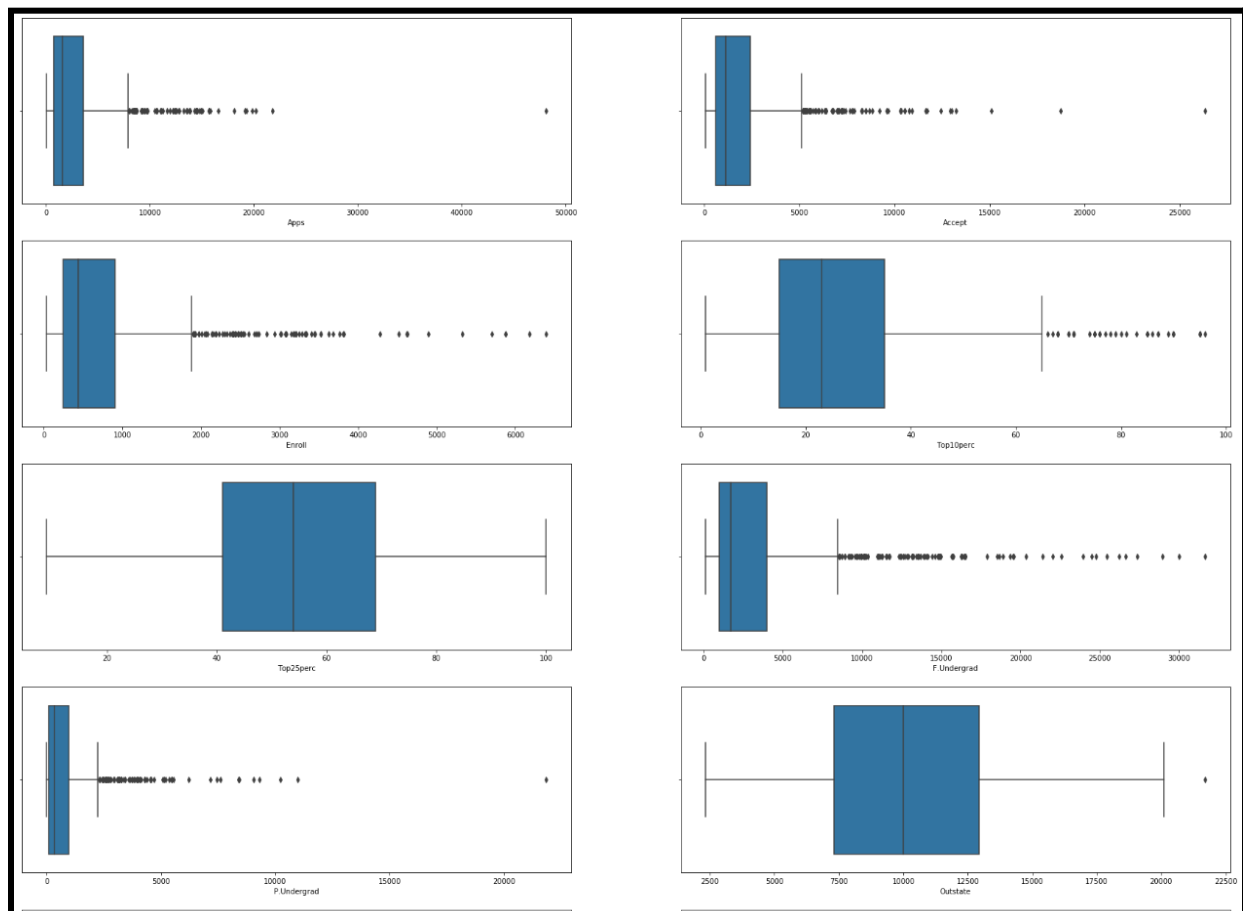 0 10000 20000 30000 40000 50000
Apps
0 5000 10000 15000 20000 25000
Accept
0 1000 2000 3000 4000 5000 6000
Enroll
0 20 40 60 80 100
Top10perc
20 40 60 80 100
Top25perc
0 5000 10000 15000 20000 25000 30000
F.Undergrad
0 5000 10000 15000 20000
P.Undergrad
2500 5000 7500 10000 12500 15000 17500 20000 22500
Outstate